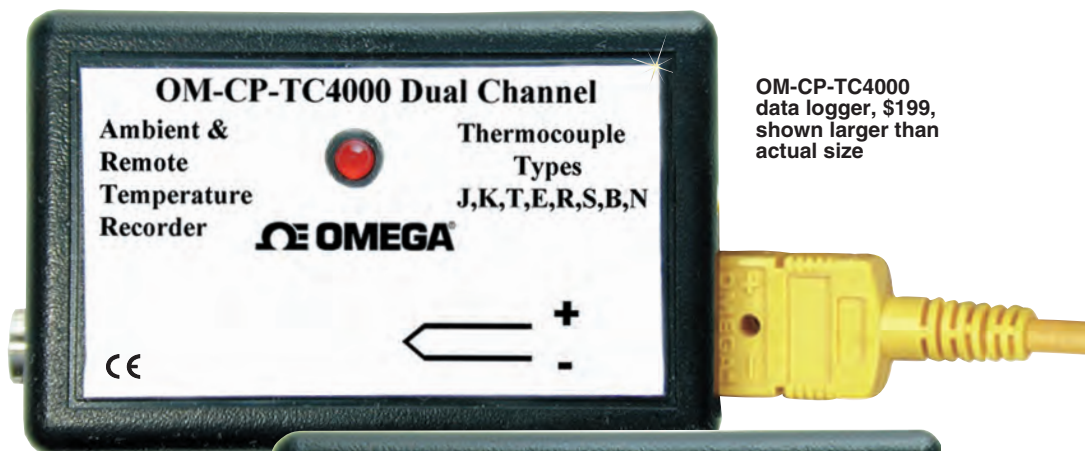 OM-CP-TC4000 Dual Channel
Ambient &
Remote
Temperature
Recorder
Thermocouple
Types
J,K,T,E,R,S,B,N
OMEGA®
+
-
CE
OM-CP-TC4000
data logger, $199,
shown larger than
actual size